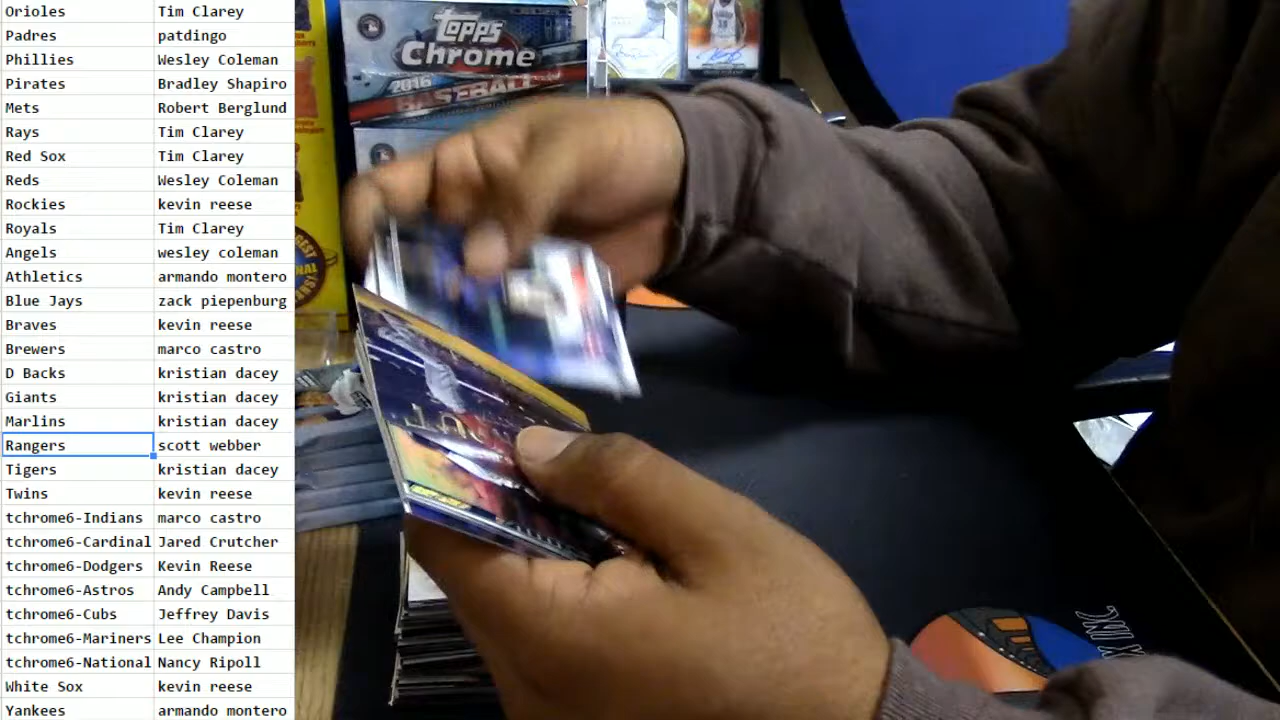 Orioles Tim Clarey
Padres patdingo
Phillies Wesley Coleman
Pirates Bradley Shapiro
Mets Robert Berglund
Rays Tim Clarey
Red Sox Tim Clarey
Reds Wesley Coleman
Rockies kevin reese
Royals Tim Clarey
Angels wesley coleman
Athletics armando montero
Blue Jays zack piepenburg
Braves kevin reese
Brewers marco castro
D Backs kristian dacey
Giants kristian dacey
Marlins kristian dacey
Rangers scott webber
Tigers kristian dacey
Twins kevin reese
tchrome6-Indians marco castro
tchrome6-Cardinal Jared Crutcher
tchrome6-Dodgers Kevin Reese
tchrome6-Astros Andy Campbell
tchrome6-Cubs Jeffrey Davis
tchrome6-Mariners Lee Champion
tchrome6-National Nancy Ripoll
White Sox kevin reese
Yankees armando montero
Topps
Chrome
2016
BASEBALL
INC